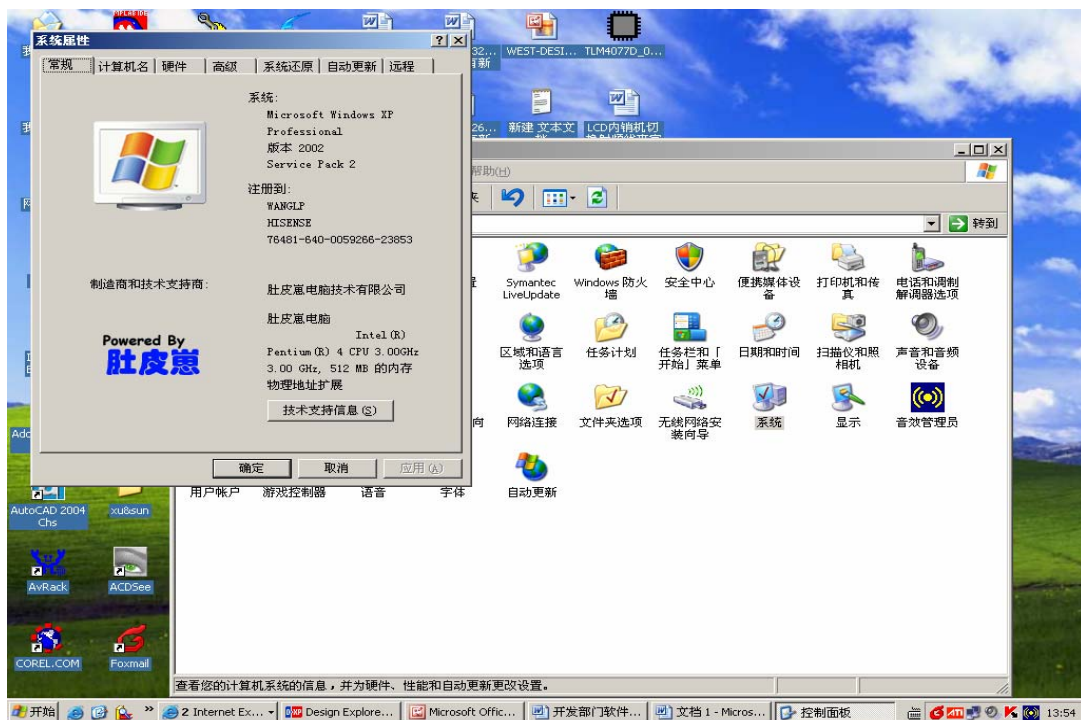 系统属性
常规
计算机名
硬件
高级
系统还原
自动更新
远程
系统:
Microsoft Windows XP
Professional
版本 2002
Service Pack 2
注册到:
WANGLP
HISENSE
76481-640-0059266-23853
制造商和技术支持商:
肚皮崽电脑技术有限公司
肚皮崽电脑
Intel(R)
Pentium(R) 4 CPU 3.00GHz
3.00 GHz, 512 MB 的内存
物理地址扩展
Powered By
肚皮崽
技术支持信息(S)
确定
取消
应用(A)
WEST-DESI...
TLM4077D_0...
新建 文本文
LCD内销机切
帮助(H)
转到
Symantec
LiveUpdate
Windows 防火
墙
安全中心
便携媒体设
备
打印机和传
真
电话和调制
解调器选项
区域和语言
选项
任务计划
任务栏和「
开始」菜单
日期和时间
扫描仪和照
相机
声音和音频
设备
网络连接
文件夹选项
无线网络安
装向导
系统
显示
音效管理员
用户帐户
游戏控制器
语音
字体
自动更新
AutoCAD 2004
Chs
xu&sun
AvRack
ACDSee
COREL.COM
Foxmail
查看您的计算机系统的信息，并为硬件、性能和自动更新更改设置。
开始
2 Internet Ex...
Design Explore...
Microsoft Offic...
开发部门软件...
文档 1 - Micros...
控制面板
13:54